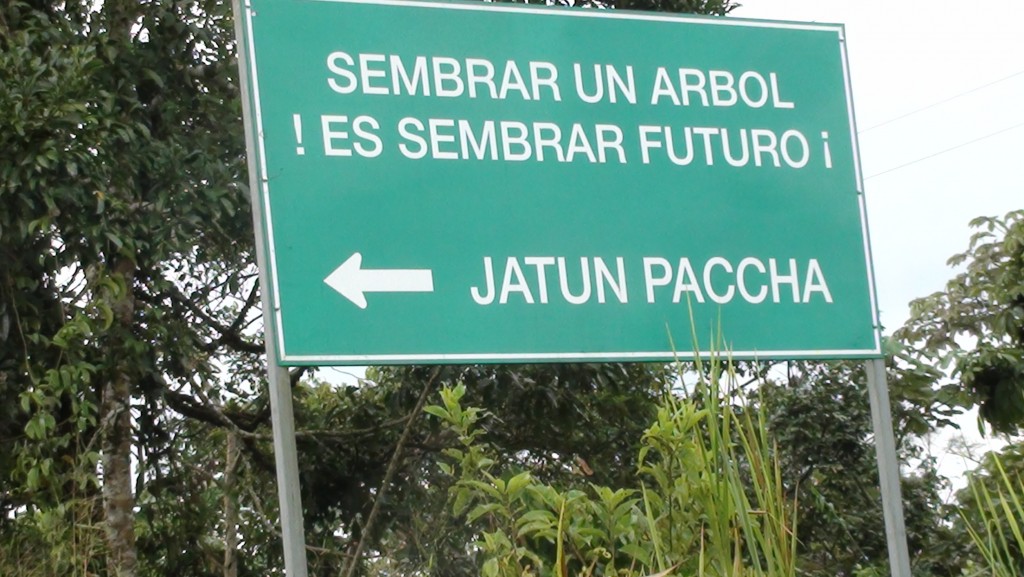 SEMBRAR UN ARBOL
! ES SEMBRAR FUTURO ¡
JATUN PACCHA